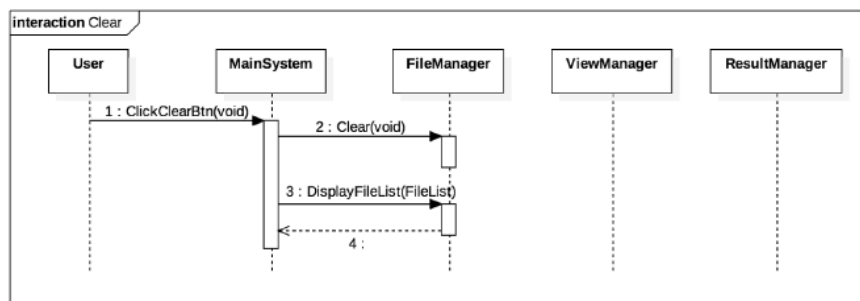 interaction Clear
User
MainSystem
FileManager
ViewManager
ResultManager
1 : ClickClearBtn(void)
2 : Clear(void)
3 : DisplayFileList(FileList)
4 :